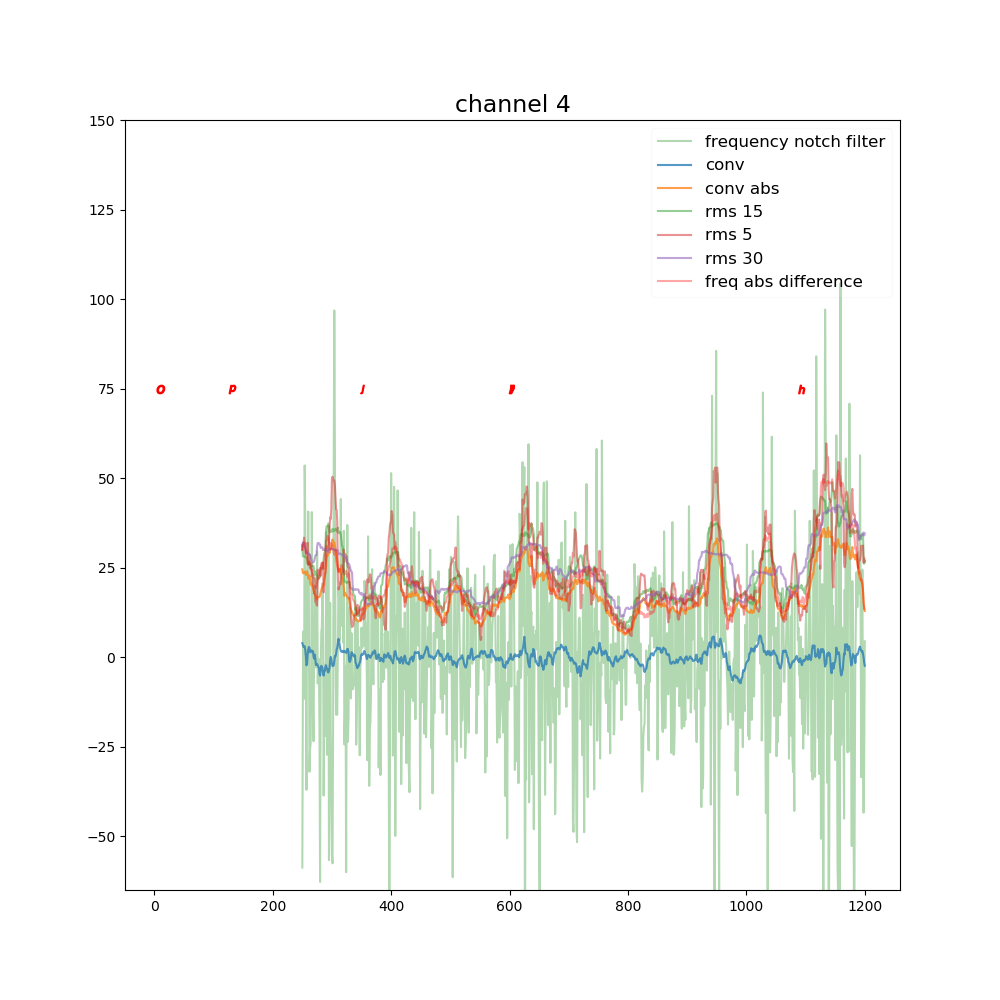 channel 4
150
125
100
75
50
25
0
−25
−50
frequency notch filter
conv
conv abs
rms 15
rms 5
rms 30
freq abs difference
o p j h
0 200 400 600 800 1000 1200